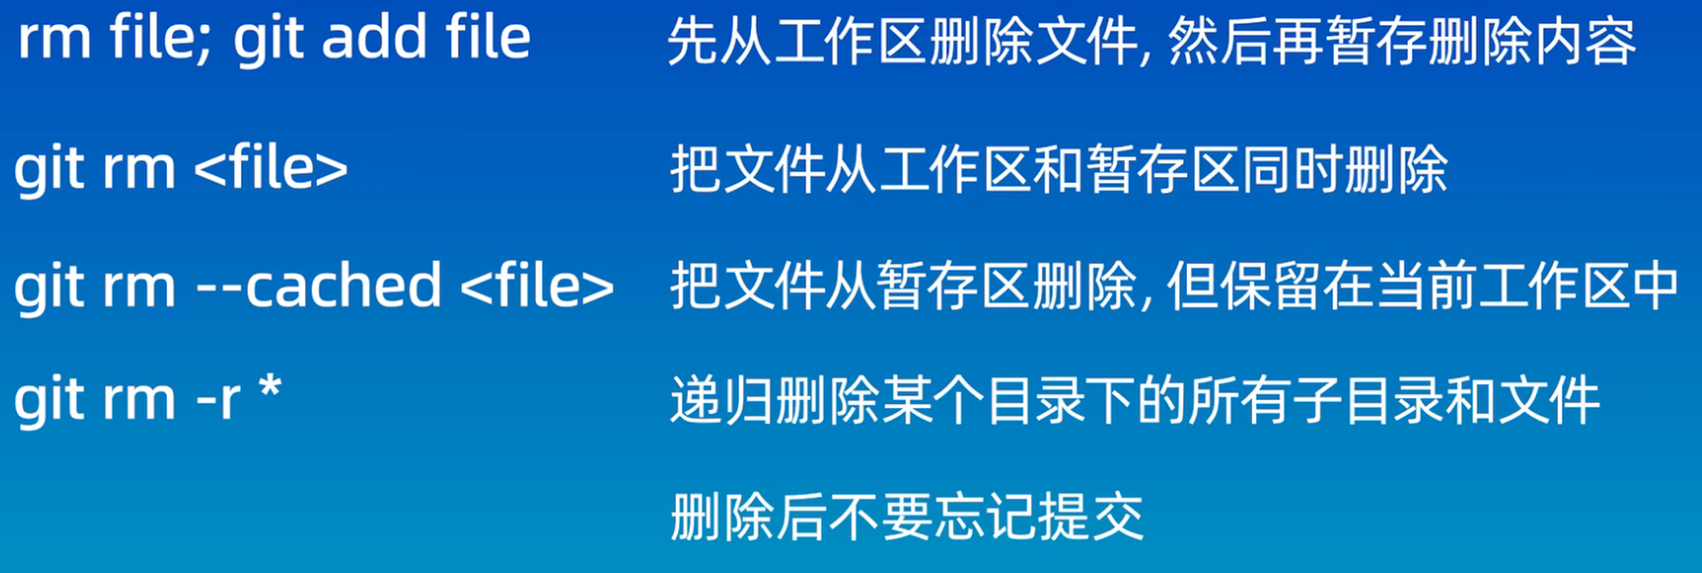 rm file; git add file 先从工作区删除文件, 然后再暂存删除内容
git rm <file> 把文件从工作区和暂存区同时删除
git rm --cached <file> 把文件从暂存区删除, 但保留在当前工作区中
git rm -r * 递归删除某个目录下的所有子目录和文件
删除后不要忘记提交